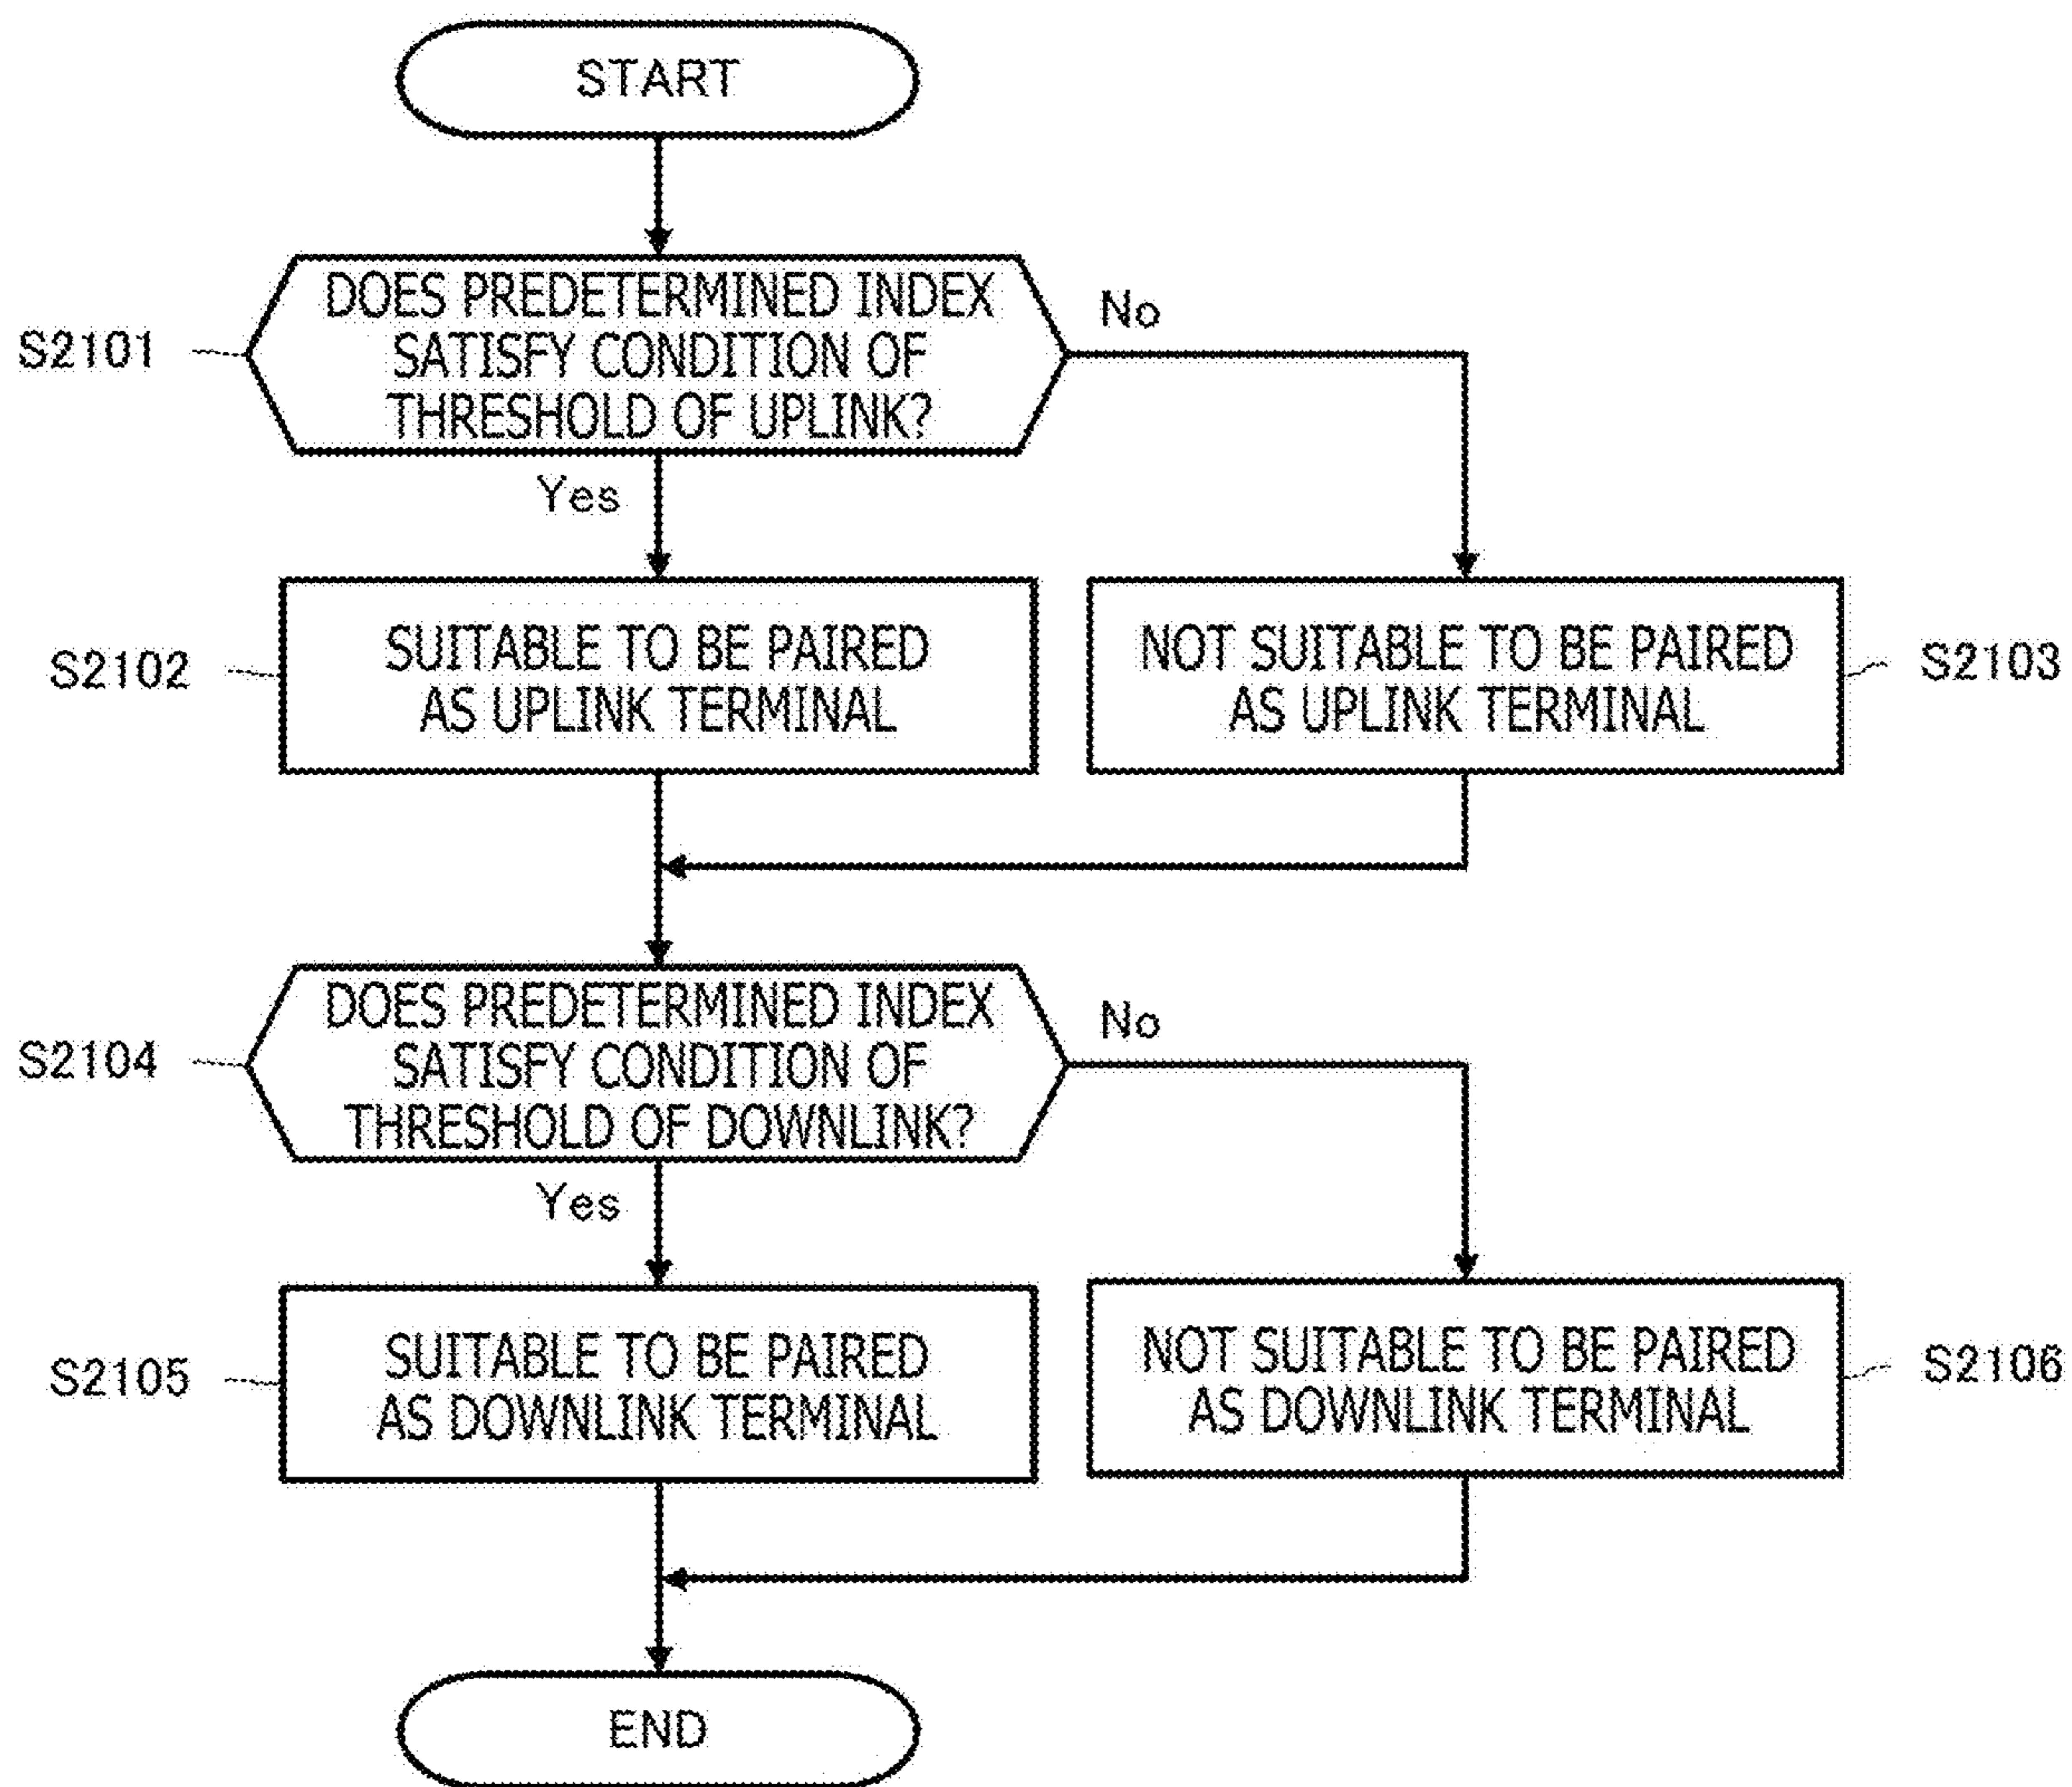 START
DOES PREDETERMINED INDEX
SATISFY CONDITION OF
THRESHOLD OF UPLINK?
No
S2101
Yes
SUITABLE TO BE PAIRED
AS UPLINK TERMINAL
S2102
NOT SUITABLE TO BE PAIRED
AS UPLINK TERMINAL
S2103
DOES PREDETERMINED INDEX
SATISFY CONDITION OF
THRESHOLD OF DOWNLINK?
No
S2104
Yes
SUITABLE TO BE PAIRED
AS DOWNLINK TERMINAL
S2105
NOT SUITABLE TO BE PAIRED
AS DOWNLINK TERMINAL
S2106
END